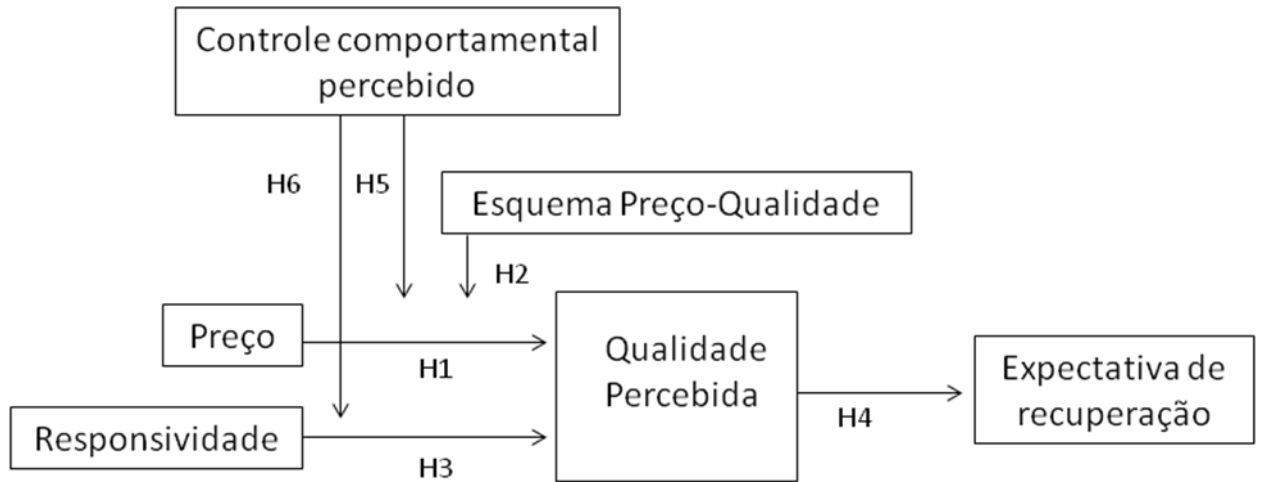 Controle comportamental
percebido
H6
H5
Esquema Preço-Qualidade
H2
Preço
H1
Qualidade
Percebida
Responsividade
H3
H4
Expectativa de
recuperação